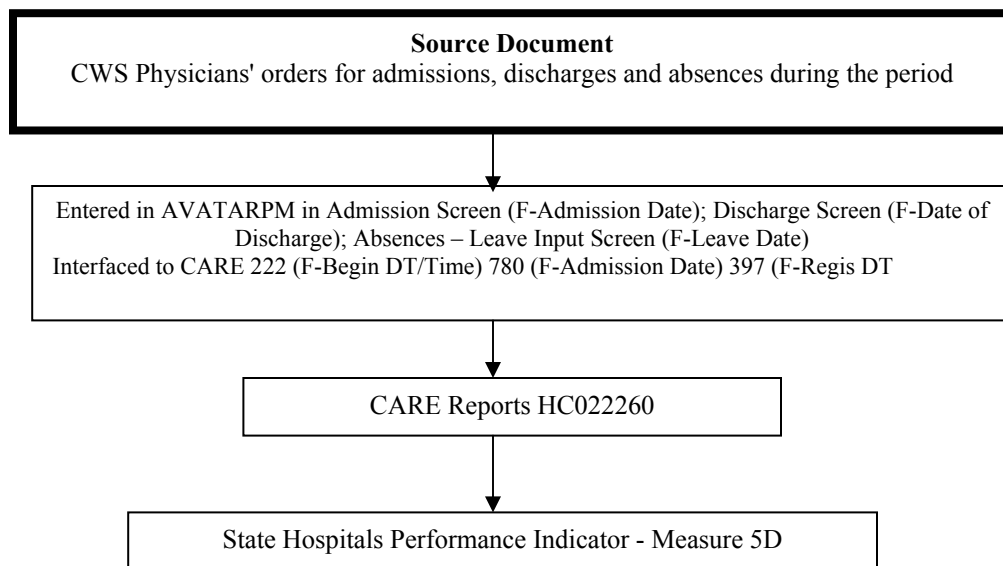 Source Document
CWS Physicians' orders for admissions, discharges and absences during the period
Entered in AVATARPM in Admission Screen (F-Admission Date); Discharge Screen (F-Date of
Discharge); Absences – Leave Input Screen (F-Leave Date)
Interfaced to CARE 222 (F-Begin DT/Time) 780 (F-Admission Date) 397 (F-Regis DT
CARE Reports HC022260
State Hospitals Performance Indicator - Measure 5D